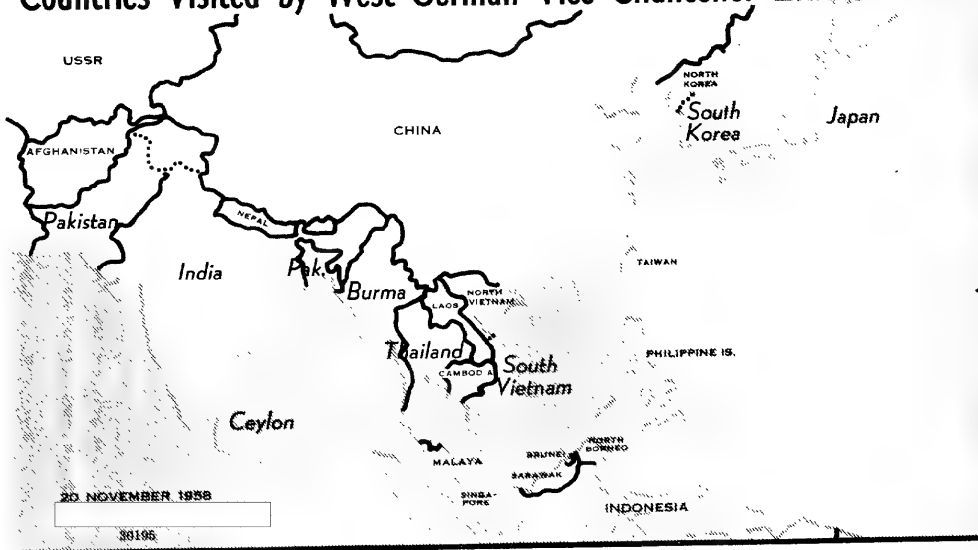 Countries Visited by West German Vice Chancellor
USSR
NORTH
KOREA
South
Korea
Japan
CHINA
AFGHANISTAN
Pakistan
NEPAL
India
Pak.
Burma
TAIWAN
NORTH
VIETNAM
LAOS
Thailand
CAMBODIA
South
Vietnam
PHILIPPINE IS.
Ceylon
MALAYA
BRUNEI
NORTH
BORNEO
SARAWAK
SINGA-
PORE
INDONESIA
20 NOVEMBER 1958
30195